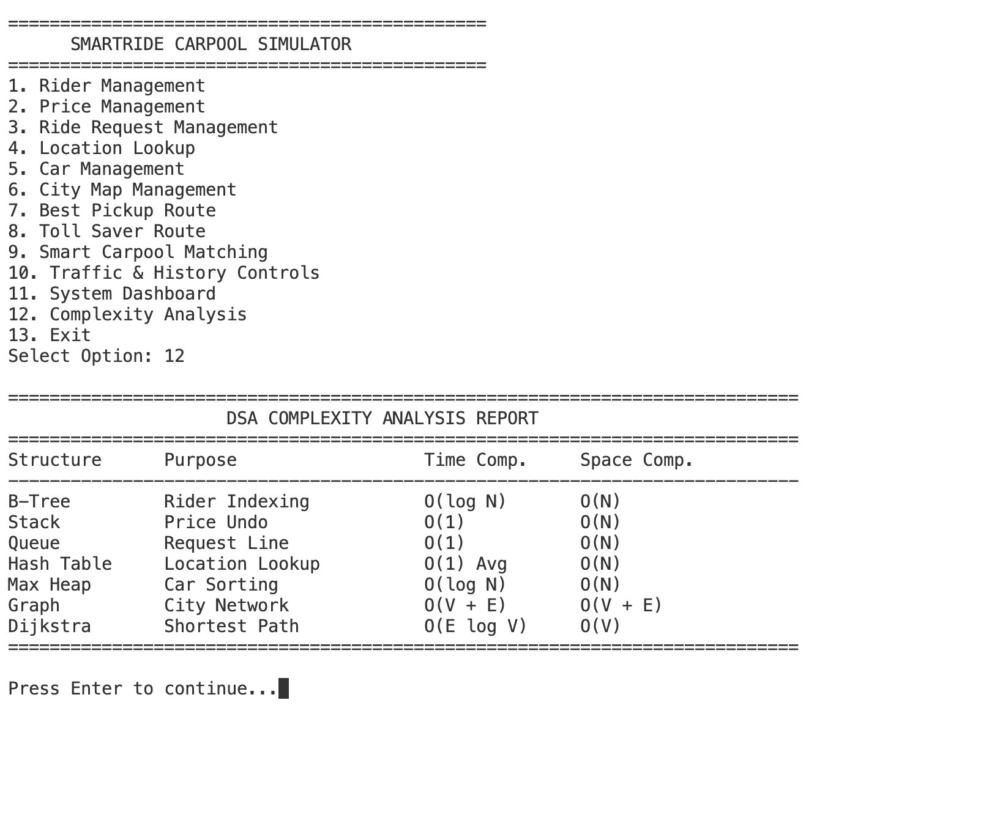 ==============================================
SMARTRIDE CARPOOL SIMULATOR
==============================================
1. Rider Management
2. Price Management
3. Ride Request Management
4. Location Lookup
5. Car Management
6. City Map Management
7. Best Pickup Route
8. Toll Saver Route
9. Smart Carpool Matching
10. Traffic & History Controls
11. System Dashboard
12. Complexity Analysis
13. Exit
Select Option: 12
============================================================================
DSA COMPLEXITY ANALYSIS REPORT
============================================================================
Structure      Purpose                  Time Comp.     Space Comp.
----------------------------------------------------------------------------
B-Tree         Rider Indexing           O(log N)       O(N)
Stack          Price Undo               O(1)           O(N)
Queue          Request Line             O(1)           O(N)
Hash Table     Location Lookup          O(1) Avg       O(N)
Max Heap       Car Sorting              O(log N)       O(N)
Graph          City Network             O(V + E)       O(V + E)
Dijkstra       Shortest Path            O(E log V)     O(V)
============================================================================
Press Enter to continue...